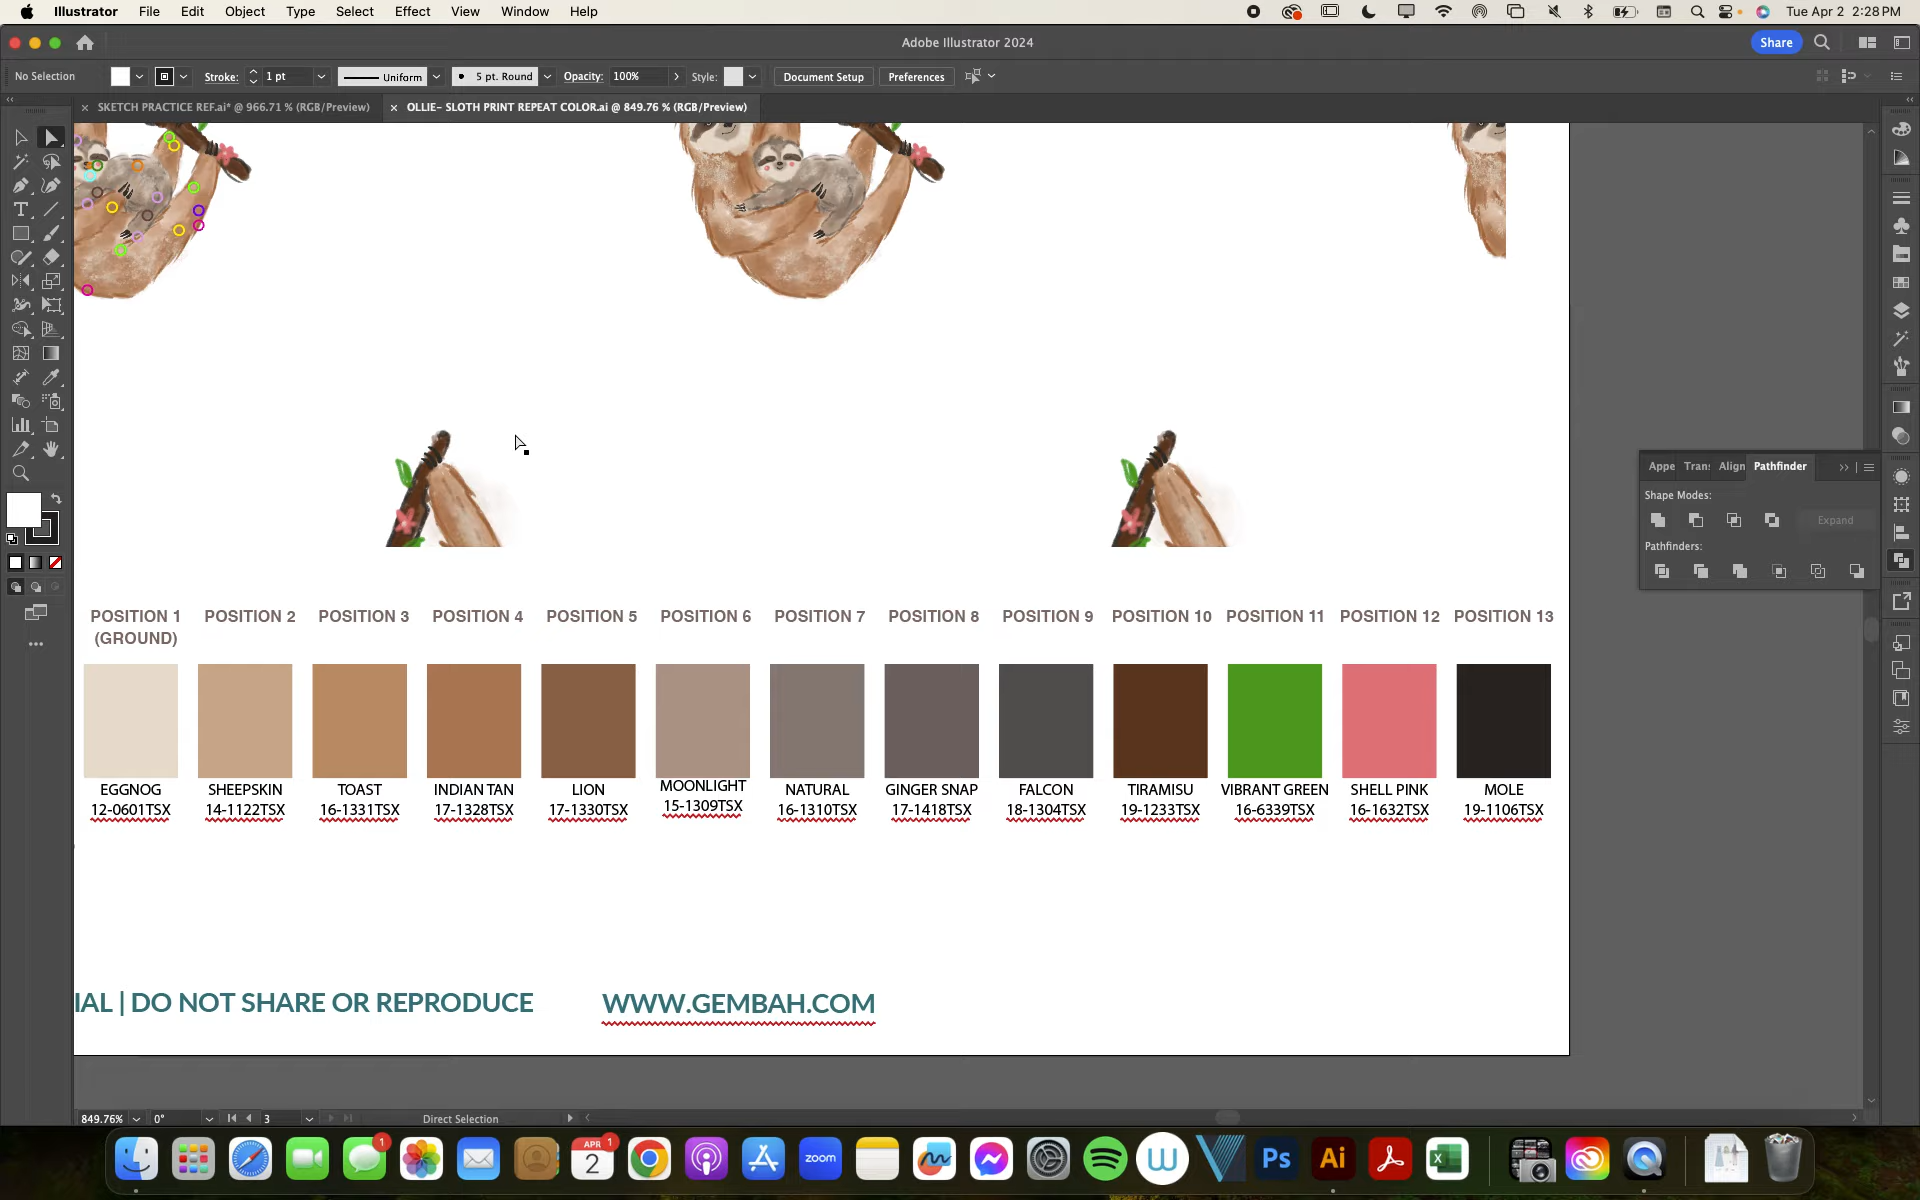 Illustrator File Edit Object Type Select Effect View Window Help
Tue Apr 2 2:28 PM
Adobe Illustrator 2024
Share
No Selection
Stroke: 1 pt
Uniform
5 pt. Round
Opacity: 100%
Style:
Document Setup
Preferences
SKETCH PRACTICE REF.ai* @ 966.71 % (RGB/Preview)
OLLIE- SLOTH PRINT REPEAT COLOR.ai @ 849.76 % (RGB/Preview)
Appe Trans Align Pathfinder
Shape Modes:
Expand
Pathfinders:
POSITION 1 POSITION 2 POSITION 3 POSITION 4 POSITION 5 POSITION 6 POSITION 7 POSITION 8 POSITION 9 POSITION 10 POSITION 11 POSITION 12 POSITION 13
(GROUND)
EGGNOG SHEEPSKIN TOAST INDIAN TAN LION MOONLIGHT NATURAL GINGER SNAP FALCON TIRAMISU VIBRANT GREEN SHELL PINK MOLE
12-0601TSX 14-1122TSX 16-1331TSX 17-1328TSX 17-1330TSX 15-1309TSX 16-1310TSX 17-1418TSX 18-1304TSX 19-1233TSX 16-6339TSX 16-1632TSX 19-1106TSX
IAL | DO NOT SHARE OR REPRODUCE WWW.GEMBAH.COM
849.76% 0° 3 Direct Selection
1
APR 1
2
zoom
W
Ps
Ai